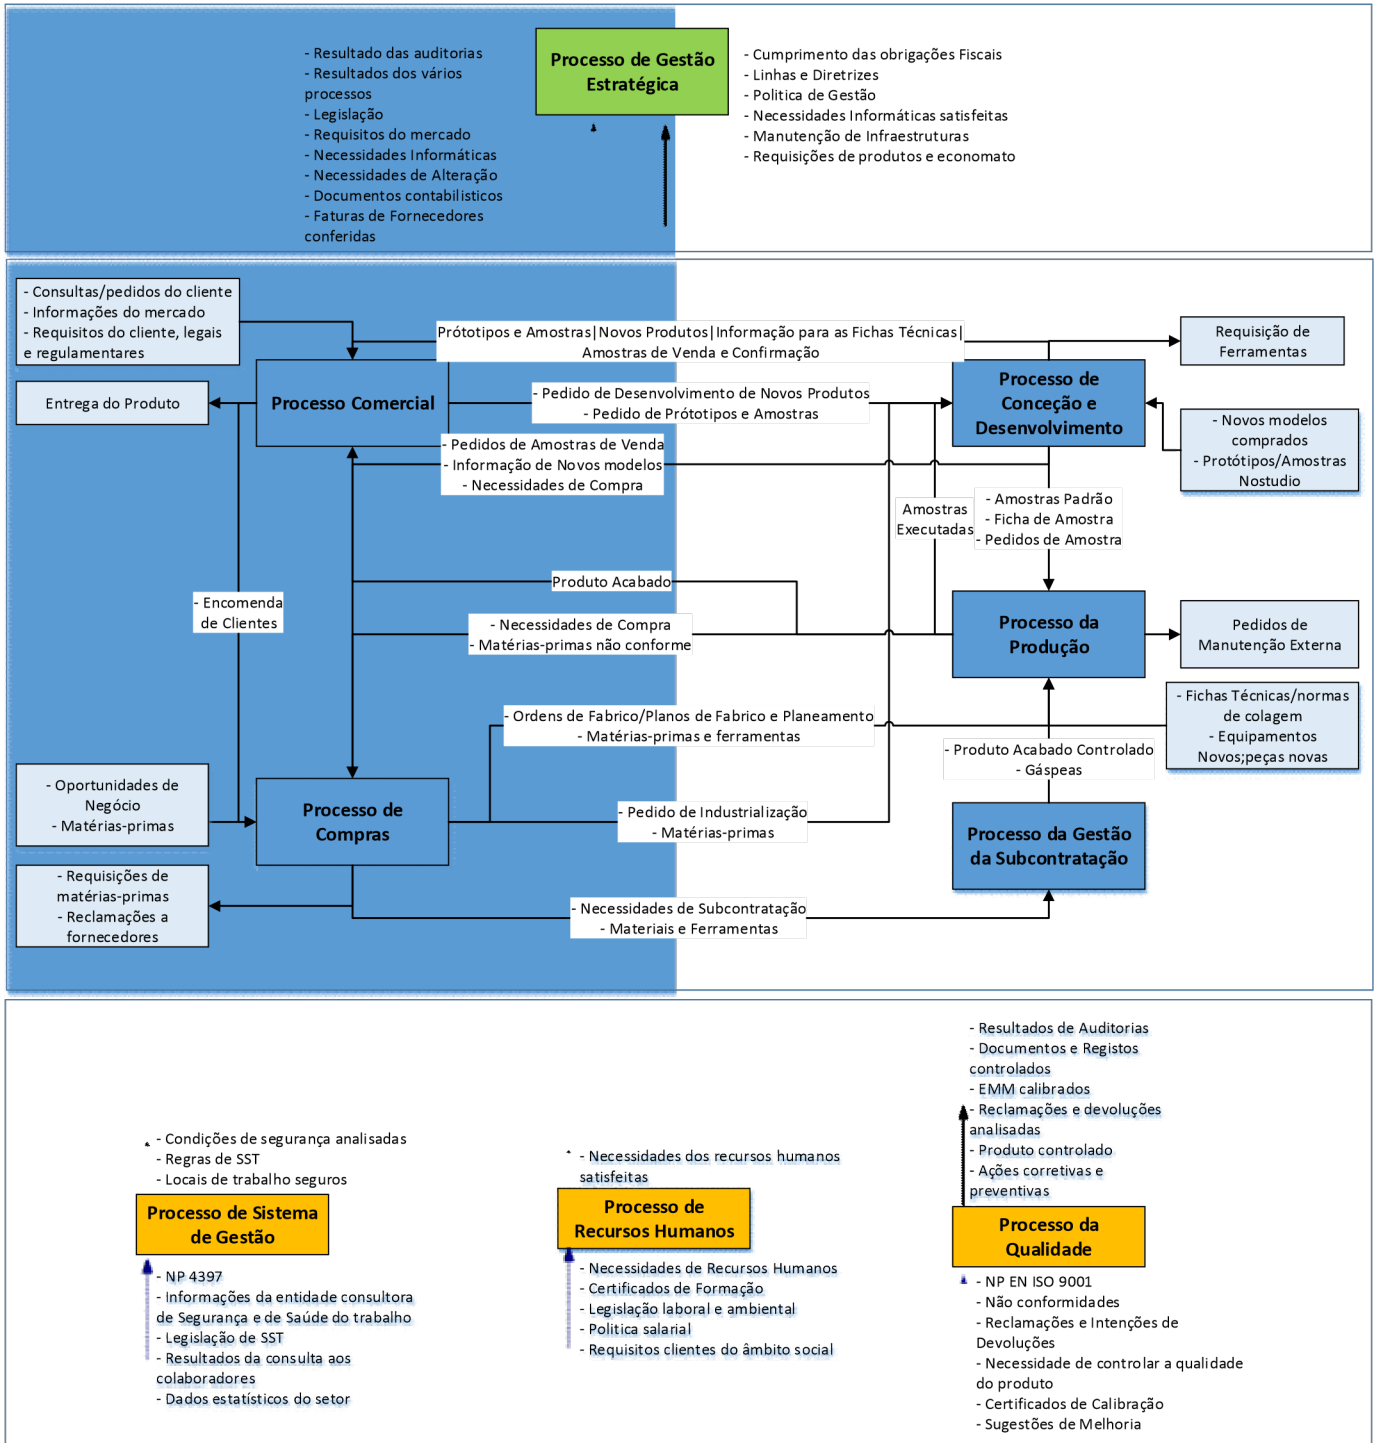 Processo de Gestão
Estratégica
- Resultado das auditorias
- Resultados dos vários
processos
- Legislação
- Requisitos do mercado
- Necessidades Informáticas
- Necessidades de Alteração
- Documentos contabilisticos
- Faturas de Fornecedores
conferidas
- Cumprimento das obrigações Fiscais
- Linhas e Diretrizes
- Politica de Gestão
- Necessidades Informáticas satisfeitas
- Manutenção de Infraestruturas
- Requisições de produtos e economato
- Consultas/pedidos do cliente
- Informações do mercado
- Requisitos do cliente, legais
e regulamentares
Prótotipos e Amostras|Novos Produtos|Informação para as Fichas Técnicas|
Amostras de Venda e Confirmação
Requisição de
Ferramentas
Entrega do Produto
Processo Comercial
- Pedido de Desenvolvimento de Novos Produtos
- Pedido de Prótotipos e Amostras
Processo de
Conceção e
Desenvolvimento
- Novos modelos
comprados
- Protótipos/Amostras
Nostudio
- Pedidos de Amostras de Venda
- Informação de Novos modelos
- Necessidades de Compra
Amostras
Executadas
- Amostras Padrão
- Ficha de Amostra
- Pedidos de Amostra
Produto Acabado
- Encomenda
de Clientes
- Necessidades de Compra
- Matérias-primas não conforme
Processo da
Produção
Pedidos de
Manutenção Externa
- Ordens de Fabrico/Planos de Fabrico e Planeamento
- Matérias-primas e ferramentas
- Fichas Técnicas/normas
de colagem
- Equipamentos
Novos;peças novas
- Produto Acabado Controlado
- Gáspeas
- Oportunidades de
Negócio
- Matérias-primas
Processo de
Compras
- Pedido de Industrialização
- Matérias-primas
Processo da Gestão
da Subcontratação
- Requisições de
matérias-primas
- Reclamações a
fornecedores
- Necessidades de Subcontratação
- Materiais e Ferramentas
- Condições de segurança analisadas
- Regras de SST
- Locais de trabalho seguros
Processo de Sistema
de Gestão
- NP 4397
- Informações da entidade consultora
de Segurança e de Saúde do trabalho
- Legislação de SST
- Resultados da consulta aos
colaboradores
- Dados estatísticos do setor
- Necessidades dos recursos humanos
satisfeitas
Processo de
Recursos Humanos
- Necessidades de Recursos Humanos
- Certificados de Formação
- Legislação laboral e ambiental
- Politica salarial
- Requisitos clientes do âmbito social
- Resultados de Auditorias
- Documentos e Registos
controlados
- EMM calibrados
- Reclamações e devoluções
analisadas
- Produto controlado
- Ações corretivas e
preventivas
Processo da
Qualidade
- NP EN ISO 9001
- Não conformidades
- Reclamações e Intenções de
Devoluções
- Necessidade de controlar a qualidade
do produto
- Certificados de Calibração
- Sugestões de Melhoria